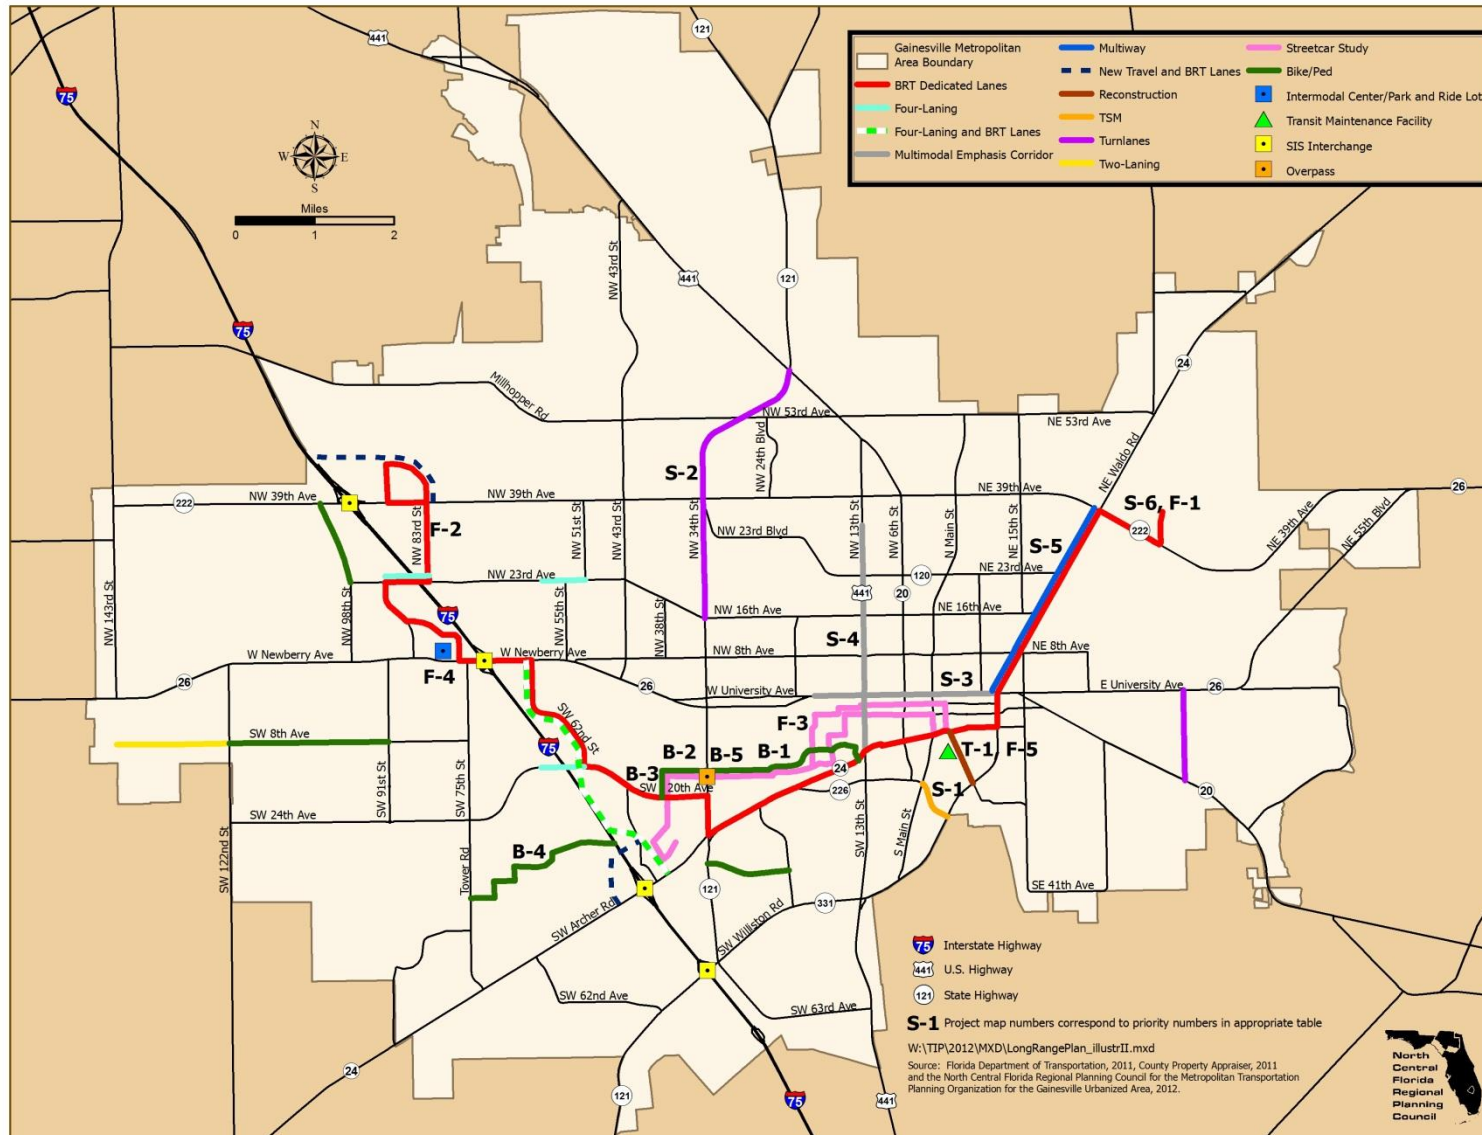 441
121
75
N
W
E
S
Miles
0 1 2
Gainesville Metropolitan
Area Boundary
BRT Dedicated Lanes
Four-Laning
Four-Laning and BRT Lanes
Multimodal Emphasis Corridor
Multiway
New Travel and BRT Lanes
Reconstruction
TSM
Turnlanes
Two-Laning
Streetcar Study
Bike/Ped
Intermodal Center/Park and Ride Lot
Transit Maintenance Facility
SIS Interchange
Overpass
75
NW 43rd St
441
121
24
Millhopper Rd
NW 53rd Ave
NE 53rd Ave
NW 24th Blvd
NE Waldo Rd
S-2
26
222
NW 39th Ave
NW 39th Ave
NE 39th Ave
S-6, F-1
222
NE 39th Ave
NE 55th Blvd
NW 83rd St
F-2
NW 51st St
NW 43rd St
NW 34th St
NW 23rd Blvd
NW 13th St
NW 6th St
N Main St
NE 15th St
S-5
NW 143rd St
NW 98th St
NW 23rd Ave
120
NE 23rd Ave
441
20
75
NW 55th St
NW 38th St
NW 16th Ave
NE 16th Ave
S-4
W Newberry Ave
W Newberry Ave
NW 8th Ave
NE 8th Ave
F-4
26
26
W University Ave
S-3
E University Ave
26
SW 62nd St
F-3
SW 8th Ave
75
B-2
B-5
B-1
T-1
F-5
B-3
24
SW 20th Ave
226
S-1
20
SW 122nd St
SW 91st St
SW 75th St
SW 24th Ave
SW 13th St
S Main St
B-4
Tower Rd
121
SE 41th Ave
SW Archer Rd
SW Williston Rd
331
SW 62nd Ave
SW 63rd Ave
24
121
75
441
75 Interstate Highway
441 U.S. Highway
121 State Highway
S-1 Project map numbers correspond to priority numbers in appropriate table
W:\TIP\2012\MXD\LongRangePlan_illustrII.mxd
Source: Florida Department of Transportation, 2011, County Property Appraiser, 2011
and the North Central Florida Regional Planning Council for the Metropolitan Transportation
Planning Organization for the Gainesville Urbanized Area, 2012.
North
Central
Florida
Regional
Planning
Council